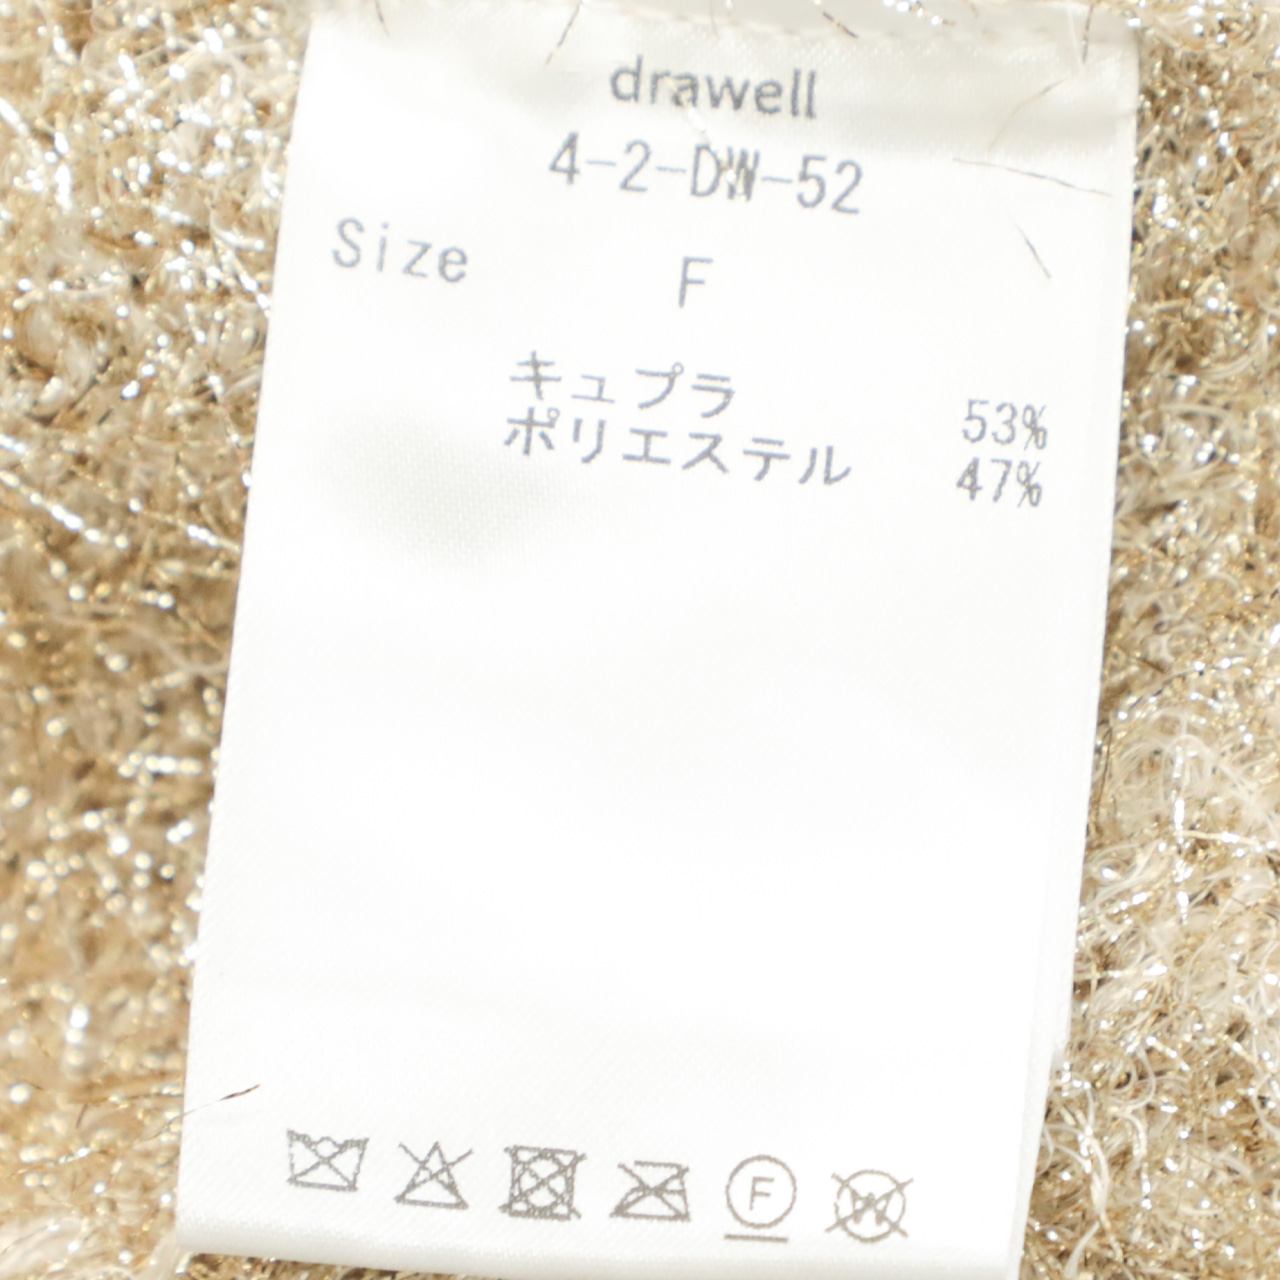 drawell
4-2-DW-52
Size F
キュプラ 53%
ポリエステル 47%
F
W